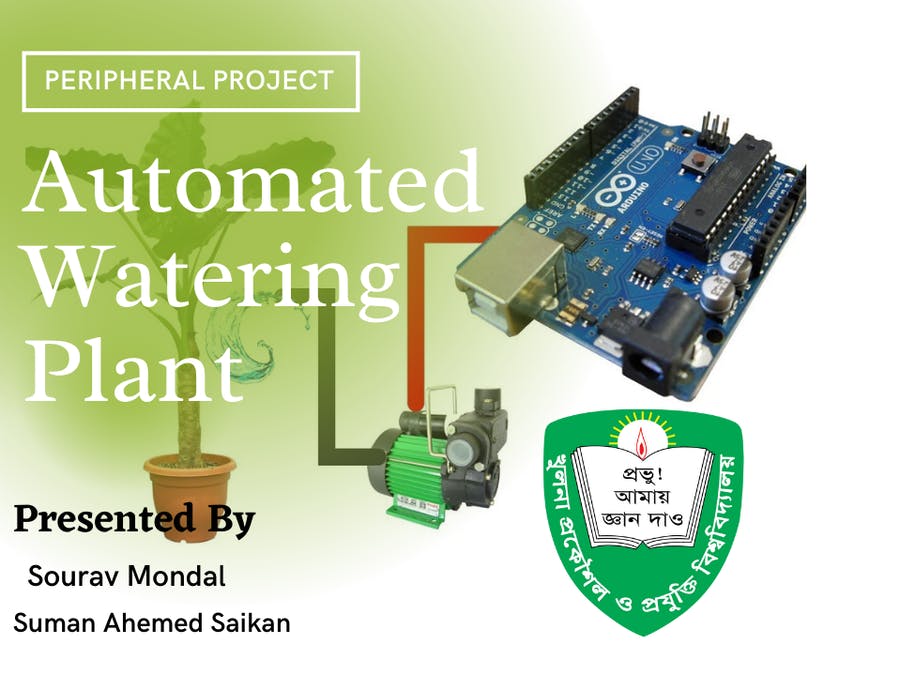 PERIPHERAL PROJECT
Automated
Watering
Plant
UNO
ARDUINO
প্রভু!
আমায়
জ্ঞান দাও
খুলনা প্রকৌশল ও প্রযুক্তি বিশ্ববিদ্যালয়
Presented By
Sourav Mondal
Suman Ahemed Saikan